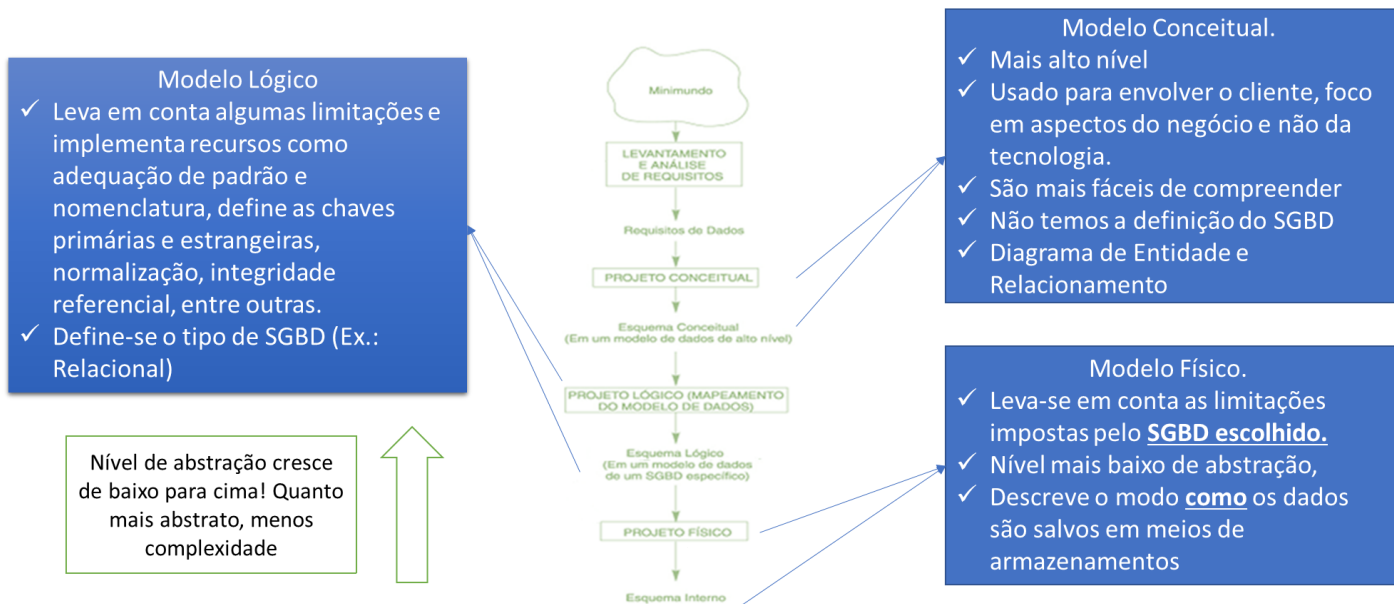 Modelo Lógico
✓ Leva em conta algumas limitações e
implementa recursos como
adequação de padrão e
nomenclatura, define as chaves
primárias e estrangeiras,
normalização, integridade
referencial, entre outras.
✓ Define-se o tipo de SGBD (Ex.:
Relacional)
Nível de abstração cresce
de baixo para cima! Quanto
mais abstrato, menos
complexidade
Minimundo
LEVANTAMENTO
E ANÁLISE
DE REQUISITOS
Requisitos de Dados
PROJETO CONCEITUAL
Esquema Conceitual
(Em um modelo de dados de alto nível)
PROJETO LÓGICO (MAPEAMENTO
DO MODELO DE DADOS)
Esquema Lógico
(Em um modelo de dados
de um SGBD específico)
PROJETO FÍSICO
Esquema Interno
Modelo Conceitual.
✓ Mais alto nível
✓ Usado para envolver o cliente, foco
em aspectos do negócio e não da
tecnologia.
✓ São mais fáceis de compreender
✓ Não temos a definição do SGBD
✓ Diagrama de Entidade e
Relacionamento
Modelo Físico.
✓ Leva-se em conta as limitações
impostas pelo SGBD escolhido.
✓ Nível mais baixo de abstração,
✓ Descreve o modo como os dados
são salvos em meios de
armazenamentos